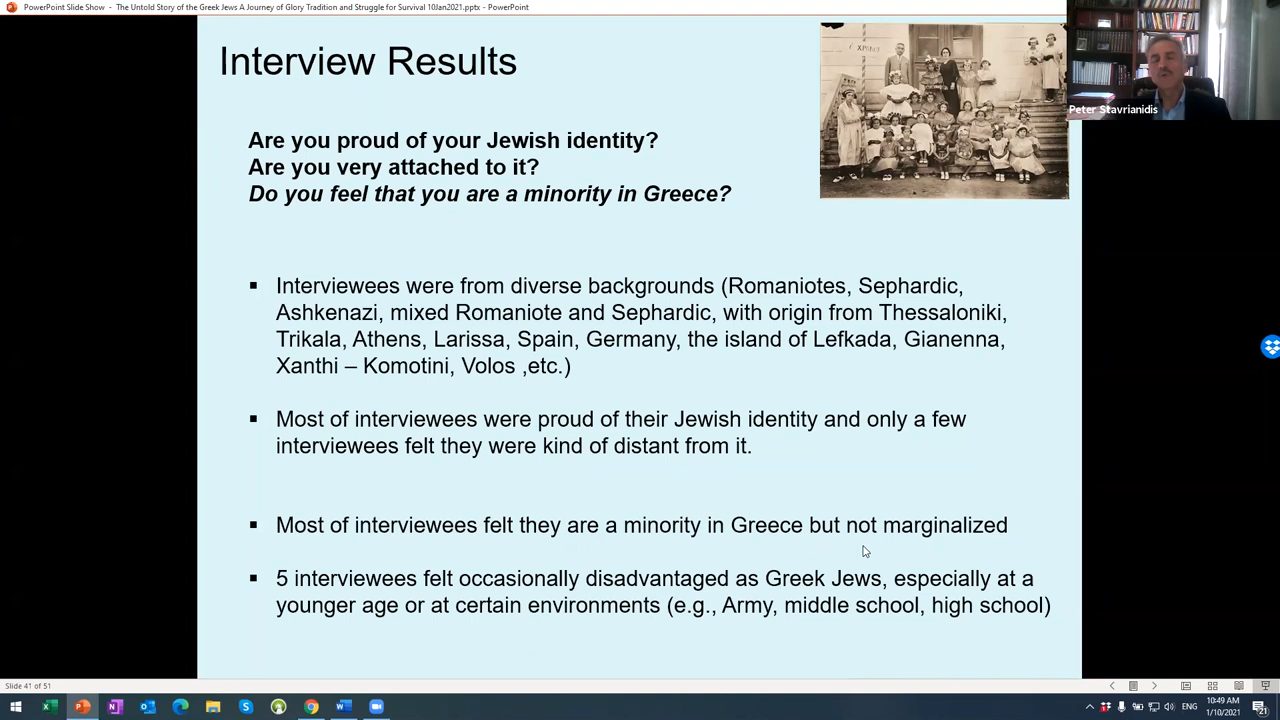 PowerPoint Slide Show - The Untold Story of the Greek Jews A Journey of Glory Tradition and Struggle for Survival 10Jan2021.pptx - PowerPoint
Interview Results
Peter Stavrianidis
Are you proud of your Jewish identity?
Are you very attached to it?
Do you feel that you are a minority in Greece?
▪ Interviewees were from diverse backgrounds (Romaniotes, Sephardic,
Ashkenazi, mixed Romaniote and Sephardic, with origin from Thessaloniki,
Trikala, Athens, Larissa, Spain, Germany, the island of Lefkada, Gianenna,
Xanthi – Komotini, Volos ,etc.)
▪ Most of interviewees were proud of their Jewish identity and only a few
interviewees felt they were kind of distant from it.
▪ Most of interviewees felt they are a minority in Greece but not marginalized
▪ 5 interviewees felt occasionally disadvantaged as Greek Jews, especially at a
younger age or at certain environments (e.g., Army, middle school, high school)
Slide 41 of 51
ENG
10:49 AM
1/10/2021
21